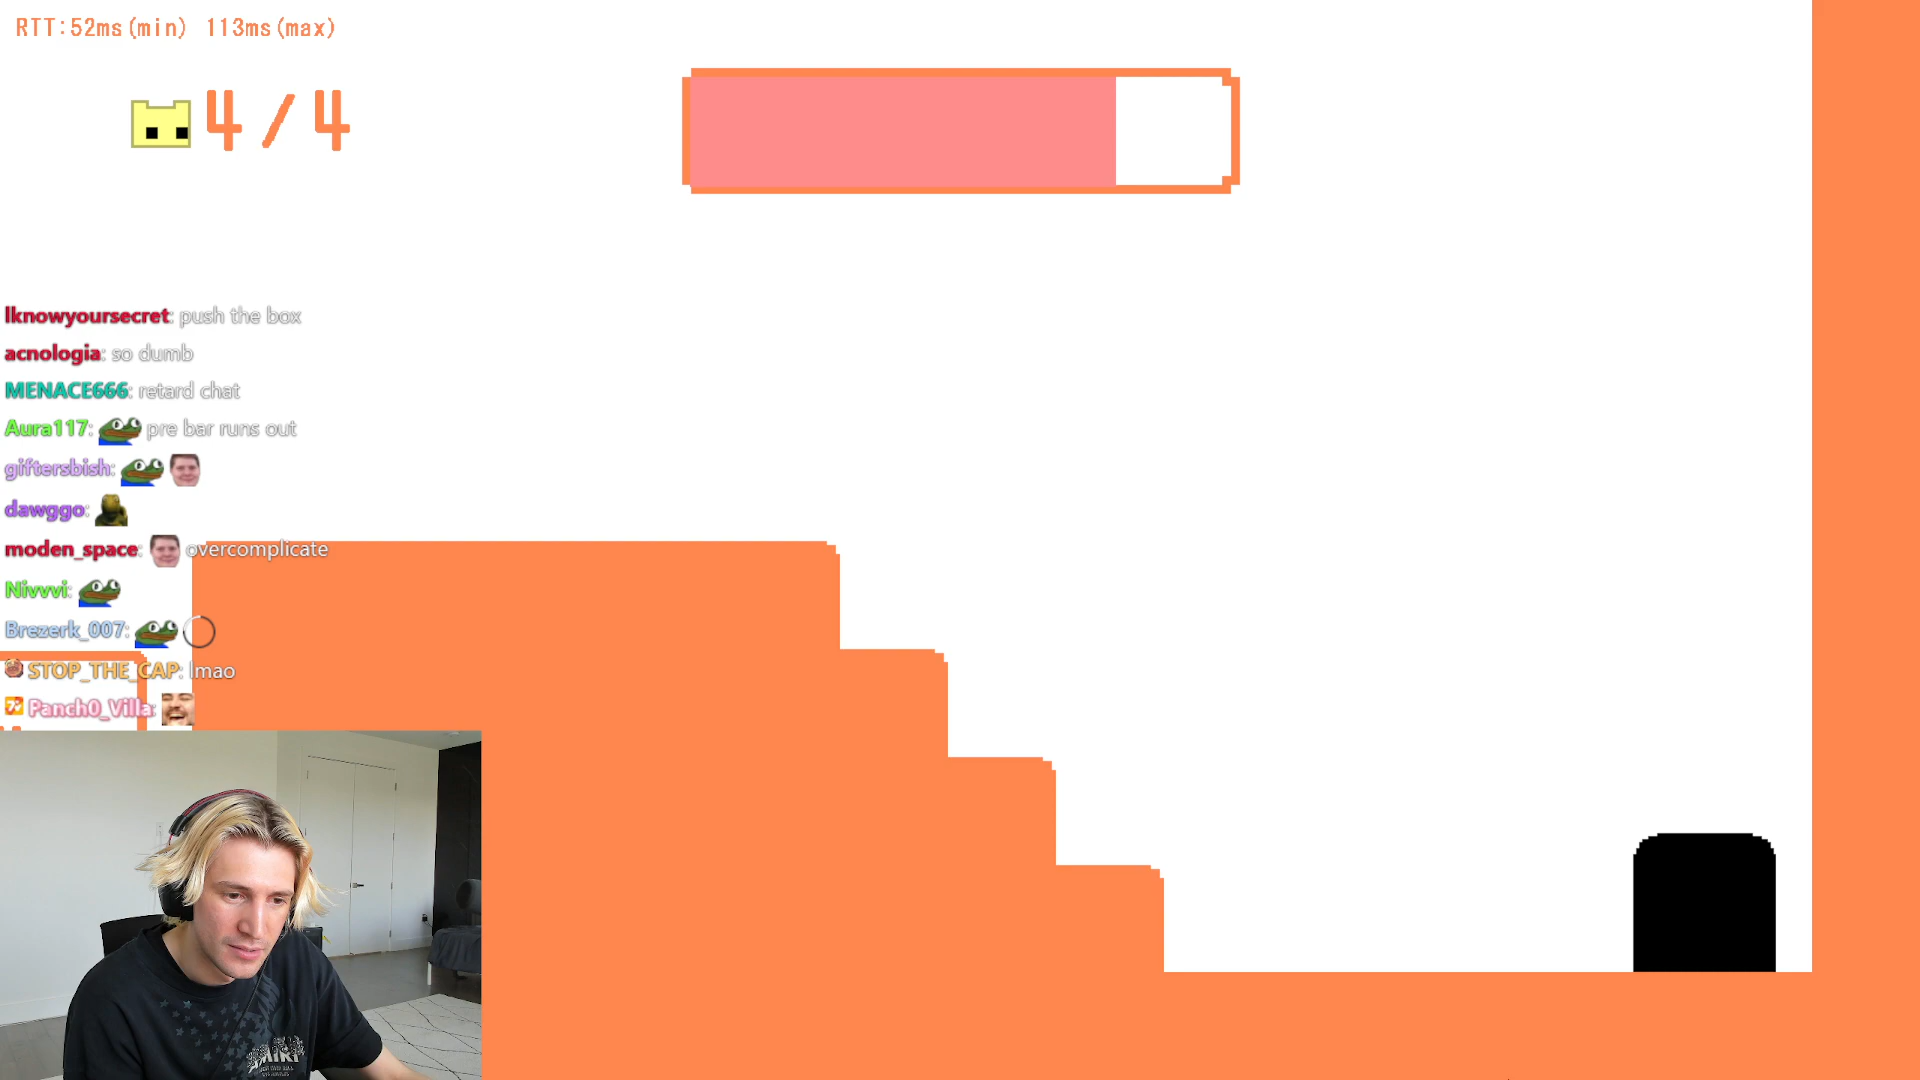 RTT:52ms(min) 113ms(max)
4/4
lknowyoursecret: push the box
acnologia: so dumb
MENACE666: retard chat
Aura117: pre bar runs out
giftersbish:
dawggo:
moden_space: overcomplicate
Nivvvi:
Brezerk_007:
STOP_THE_CAP: lmao
Panch0_Villa: